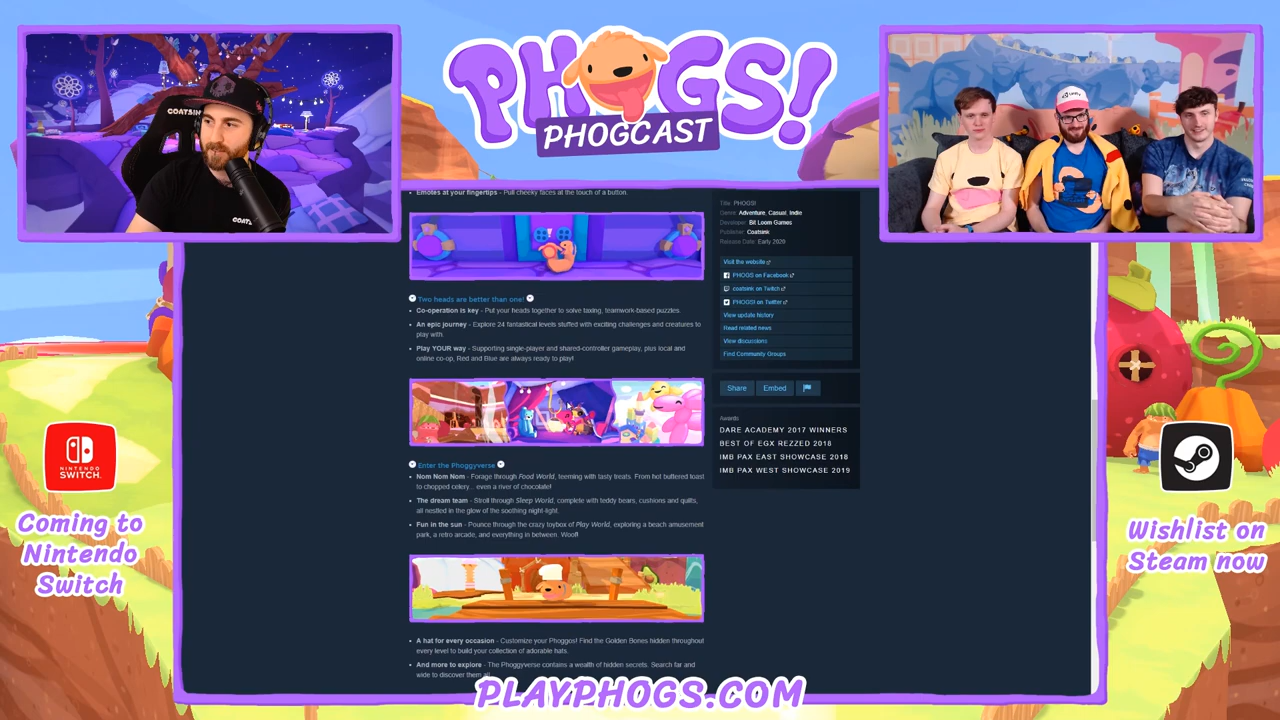 PHOGS!
PHOGCAST
COATSIN
COATS
unity
Emotes at your fingertips - Pull cheeky faces at the touch of a button.
Two heads are better than one!
Co-operation is key - Put your heads together to solve taxing, teamwork-based puzzles.
An epic journey - Explore 24 fantastical levels stuffed with exciting challenges and creatures to
play with.
Play YOUR way - Supporting single-player and shared-controller gameplay, plus local and
online co-op, Red and Blue are always ready to play!
Enter the Phoggyverse
Nom Nom Nom - Forage through Food World, teeming with tasty treats. From hot buttered toast
to chopped celery... even a river of chocolate!
The dream team - Stroll through Sleep World, complete with teddy bears, cushions and quilts,
all nestled in the glow of the soothing night-light.
Fun in the sun - Pounce through the crazy toybox of Play World, exploring a beach amusement
park, a retro arcade, and everything in between. Woof!
A hat for every occasion - Customize your Phoggos! Find the Golden Bones hidden throughout
every level to build your collection of adorable hats.
And more to explore - The Phoggyverse contains a wealth of hidden secrets. Search far and
wide to discover them all
Title: PHOGS!
Genre: Adventure, Casual, Indie
Developer: Bit Loom Games
Publisher: Coatsink
Release Date: Early 2020
Visit the website
PHOGS on Facebook
coatsink on Twitch
PHOGS! on Twitter
View update history
Read related news
View discussions
Find Community Groups
Share
Embed
Awards
DARE ACADEMY 2017 WINNERS
BEST OF EGX REZZED 2018
IMB PAX EAST SHOWCASE 2018
IMB PAX WEST SHOWCASE 2019
NINTENDO
SWITCH
Coming to
Nintendo
Switch
Wishlist on
Steam now
PLAYPHOGS.COM